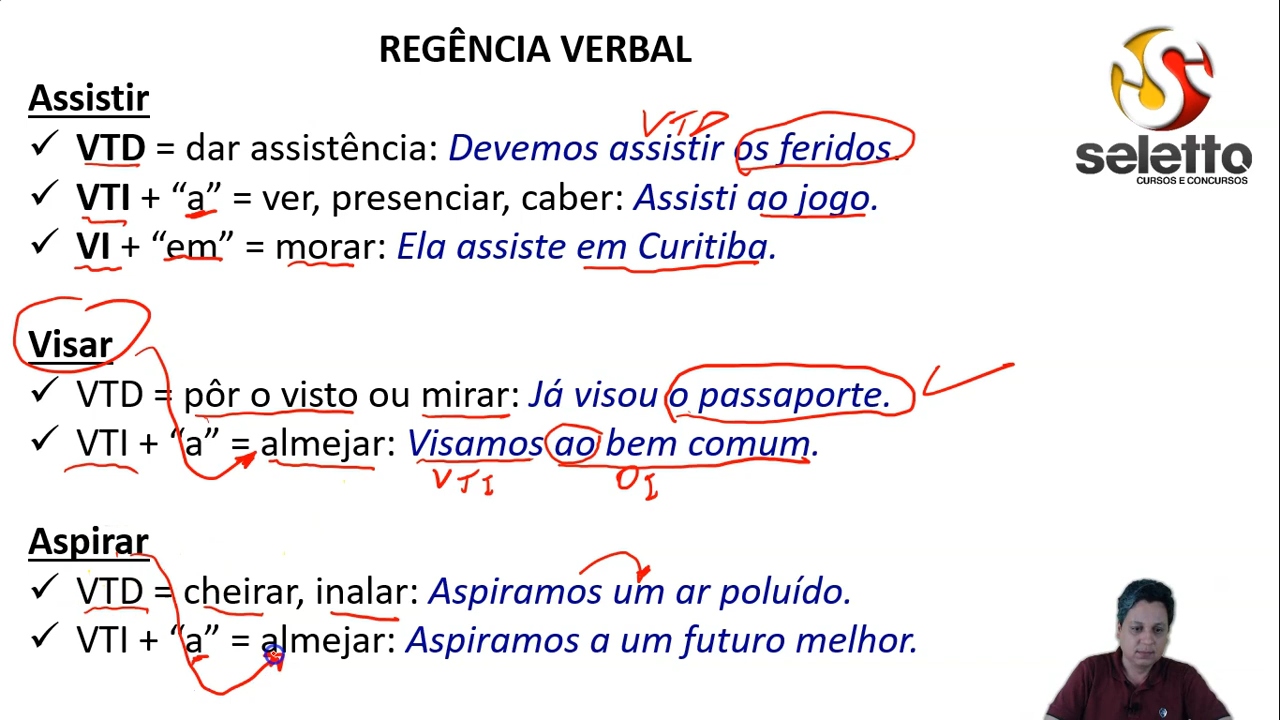 REGÊNCIA VERBAL
Assistir
VTD
✓ VTD = dar assistência: Devemos assistir os feridos.
✓ VTI + “a” = ver, presenciar, caber: Assisti ao jogo.
✓ VI + “em” = morar: Ela assiste em Curitiba.
Visar
✓ VTD = pôr o visto ou mirar: Já visou o passaporte.
✓ VTI + “a” = almejar: Visamos ao bem comum.
VTI OI
Aspirar
✓ VTD = cheirar, inalar: Aspiramos um ar poluído.
✓ VTI + “a” = almejar: Aspiramos a um futuro melhor.
seletto
CURSOS E CONCURSOS